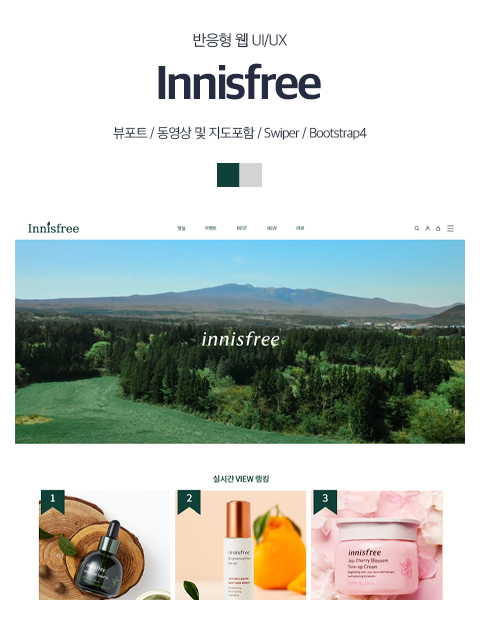 반응형 웹 UI/UX
Innisfree
뷰포트 / 동영상 및 지도포함 / Swiper / Bootstrap4
Innisfree
이벤트 BEST NEW 리뷰
innisfree
실시간 VIEW 랭킹
1 2 3
innisfree
innisfree
Jeju Cherry Blossom
Tone-up Cream